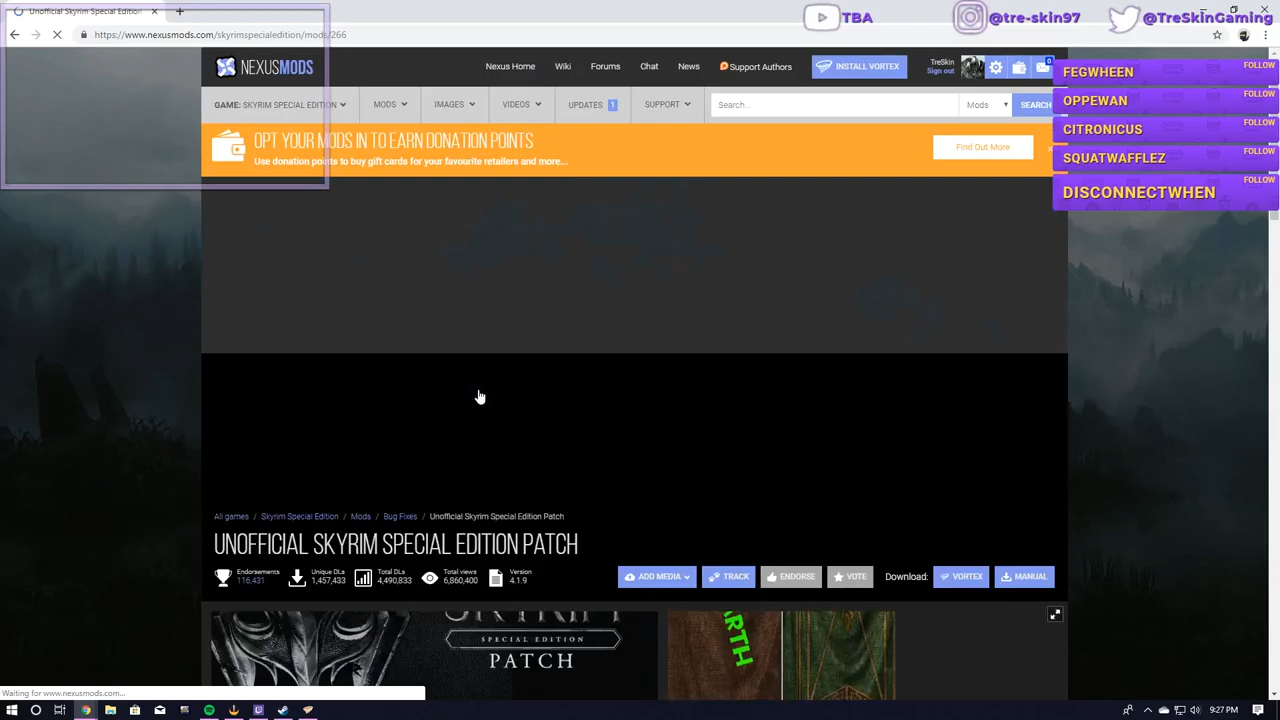 Unofficial Skyrim Special Edition
TBA
@tre-skin97
@TreSkinGaming
https://www.nexusmods.com/skyrimspecialedition/mods/266
NEXUSMODS
Nexus Home
Wiki
Forums
Chat
News
Support Authors
INSTALL VORTEX
TreSkin
Sign out
0
GAME: SKYRIM SPECIAL EDITION
MODS
IMAGES
VIDEOS
UPDATES 1
SUPPORT
Search...
Mods
SEARCH
FEGWHEEN FOLLOW
OPPEWAN FOLLOW
CITRONICUS FOLLOW
SQUATWAFFLEZ FOLLOW
DISCONNECTWHEN FOLLOW
OPT YOUR MODS IN TO EARN DONATION POINTS
Use donation points to buy gift cards for your favourite retailers and more...
Find Out More
All games / Skyrim Special Edition / Mods / Bug Fixes / Unofficial Skyrim Special Edition Patch
UNOFFICIAL SKYRIM SPECIAL EDITION PATCH
Endorsements
116,431
Unique DLs
1,457,433
Total DLs
4,490,833
Total views
6,860,400
Version
4.1.9
ADD MEDIA
TRACK
ENDORSE
VOTE
Download:
VORTEX
MANUAL
SKYRIM
SPECIAL EDITION
PATCH
ARTH
Waiting for www.nexusmods.com...
9:27 PM